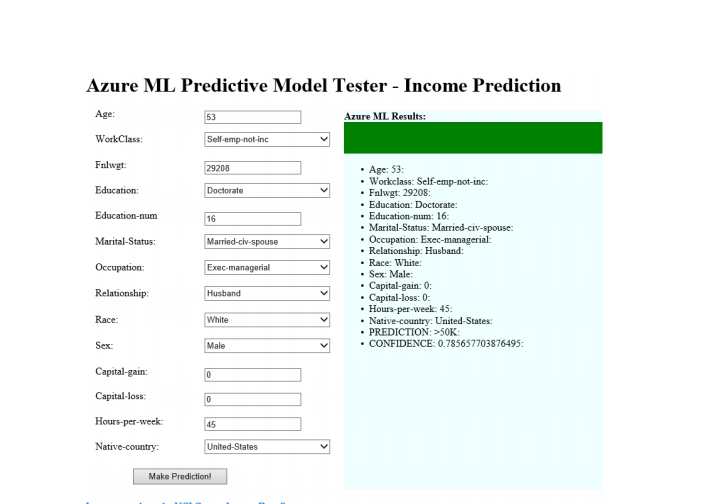 Azure ML Predictive Model Tester - Income Prediction
Age: 53
WorkClass: Self-emp-not-inc
Fnlwgt: 29208
Education: Doctorate
Education-num 16
Marital-Status: Married-civ-spouse
Occupation: Exec-managerial
Relationship: Husband
Race: White
Sex: Male
Capital-gain: 0
Capital-loss: 0
Hours-per-week: 45
Native-country: United-States
Make Prediction!
Azure ML Results:
• Age: 53:
• Workclass: Self-emp-not-inc:
• Fnlwgt: 29208:
• Education: Doctorate:
• Education-num: 16:
• Marital-Status: Married-civ-spouse:
• Occupation: Exec-managerial:
• Relationship: Husband:
• Race: White:
• Sex: Male:
• Capital-gain: 0:
• Capital-loss: 0:
• Hours-per-week: 45:
• Native-country: United-States:
• PREDICTION: >50K:
• CONFIDENCE: 0.785657703876495: